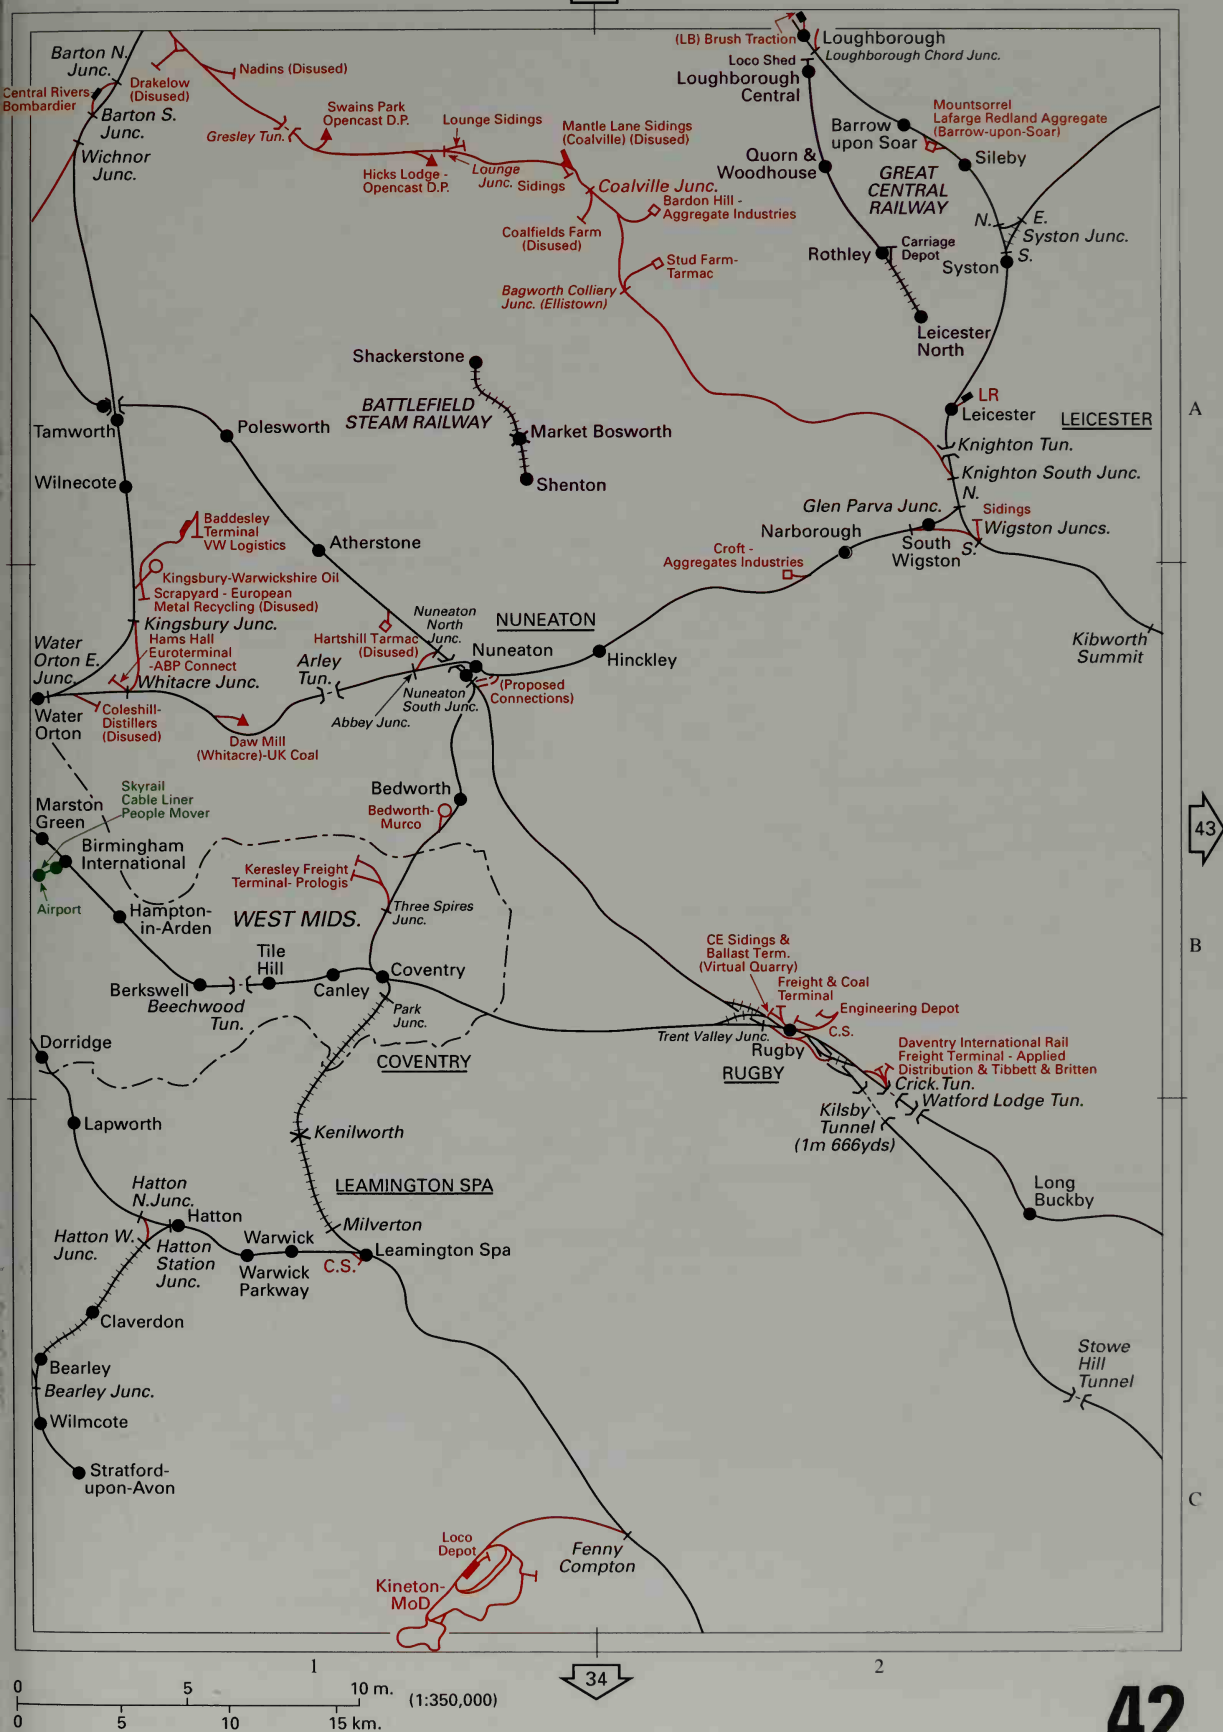 Barton N.
Junc.
Central Rivers-
Bombardier
Drakelow
(Disused)
Barton S.
Junc.
Wichnor
Junc.
Nadins (Disused)
Gresley Tun.
Swains Park
Opencast D.P.
Lounge Sidings
Hicks Lodge -
Opencast D.P.
Lounge
Junc.
Sidings
Mantle Lane Sidings
(Coalville) (Disused)
Coalville Junc.
Bardon Hill -
Aggregate Industries
Coalfields Farm
(Disused)
Stud Farm-
Tarmac
Bagworth Colliery
Junc. (Ellistown)
(LB) Brush Traction
Loughborough
Loughborough Chord Junc.
Loco Shed
Loughborough
Central
Mountsorrel
Lafarge Redland Aggregate
(Barrow-upon-Soar)
Barrow
upon Soar
Sileby
Quorn &
Woodhouse
GREAT
CENTRAL
RAILWAY
N.
E.
Syston Junc.
S.
Syston
Rothley
Carriage
Depot
Leicester
North
Shackerstone
BATTLEFIELD
STEAM RAILWAY
Market Bosworth
Shenton
LR
Leicester
LEICESTER
A
Knighton Tun.
Knighton South Junc.
N.
Glen Parva Junc.
Sidings
Wigston Juncs.
S.
South
Wigston
Narborough
Croft -
Aggregates Industries
Kibworth
Summit
Tamworth
Polesworth
Wilnecote
Baddesley
Terminal
VW Logistics
Atherstone
Kingsbury-Warwickshire Oil
Scrapyard - European
Metal Recycling (Disused)
Kingsbury Junc.
Hams Hall
Euroterminal
-ABP Connect
Whitacre Junc.
Water
Orton E.
Junc.
Water
Orton
Coleshill-
Distillers
(Disused)
Daw Mill
(Whitacre)-UK Coal
Arley
Tun.
Hartshill Tarmac
(Disused)
Nuneaton
North
Junc.
NUNEATON
Nuneaton
Hinckley
Nuneaton
South Junc.
Abbey Junc.
(Proposed
Connections)
Skyrail
Cable Liner
People Mover
Marston
Green
Birmingham
International
Airport
Hampton-
in-Arden
Bedworth
Bedworth-
Murco
Keresley Freight
Terminal- Prologis
WEST MIDS.
Three Spires
Junc.
43
B
Tile
Hill
Berkswell
Beechwood
Tun.
Canley
Coventry
Park
Junc.
COVENTRY
CE Sidings &
Ballast Term.
(Virtual Quarry)
Freight & Coal
Terminal
Engineering Depot
C.S.
Trent Valley Junc.
Rugby
RUGBY
Daventry International Rail
Freight Terminal - Applied
Distribution & Tibbett & Britten
Crick.Tun.
Watford Lodge Tun.
Kilsby
Tunnel
(1m 666yds)
Long
Buckby
Dorridge
Lapworth
Kenilworth
LEAMINGTON SPA
Hatton
N.Junc.
Hatton
Hatton W.
Junc.
Hatton
Station
Junc.
Warwick
Warwick
Parkway
Milverton
Leamington Spa
C.S.
Claverdon
Bearley
Bearley Junc.
Wilmcote
Stratford-
upon-Avon
Stowe
Hill
Tunnel
C
Loco
Depot
Kineton-
MoD
Fenny
Compton
1
34
2
0 5 10 m.
(1:350,000)
0 5 10 15 km.
42